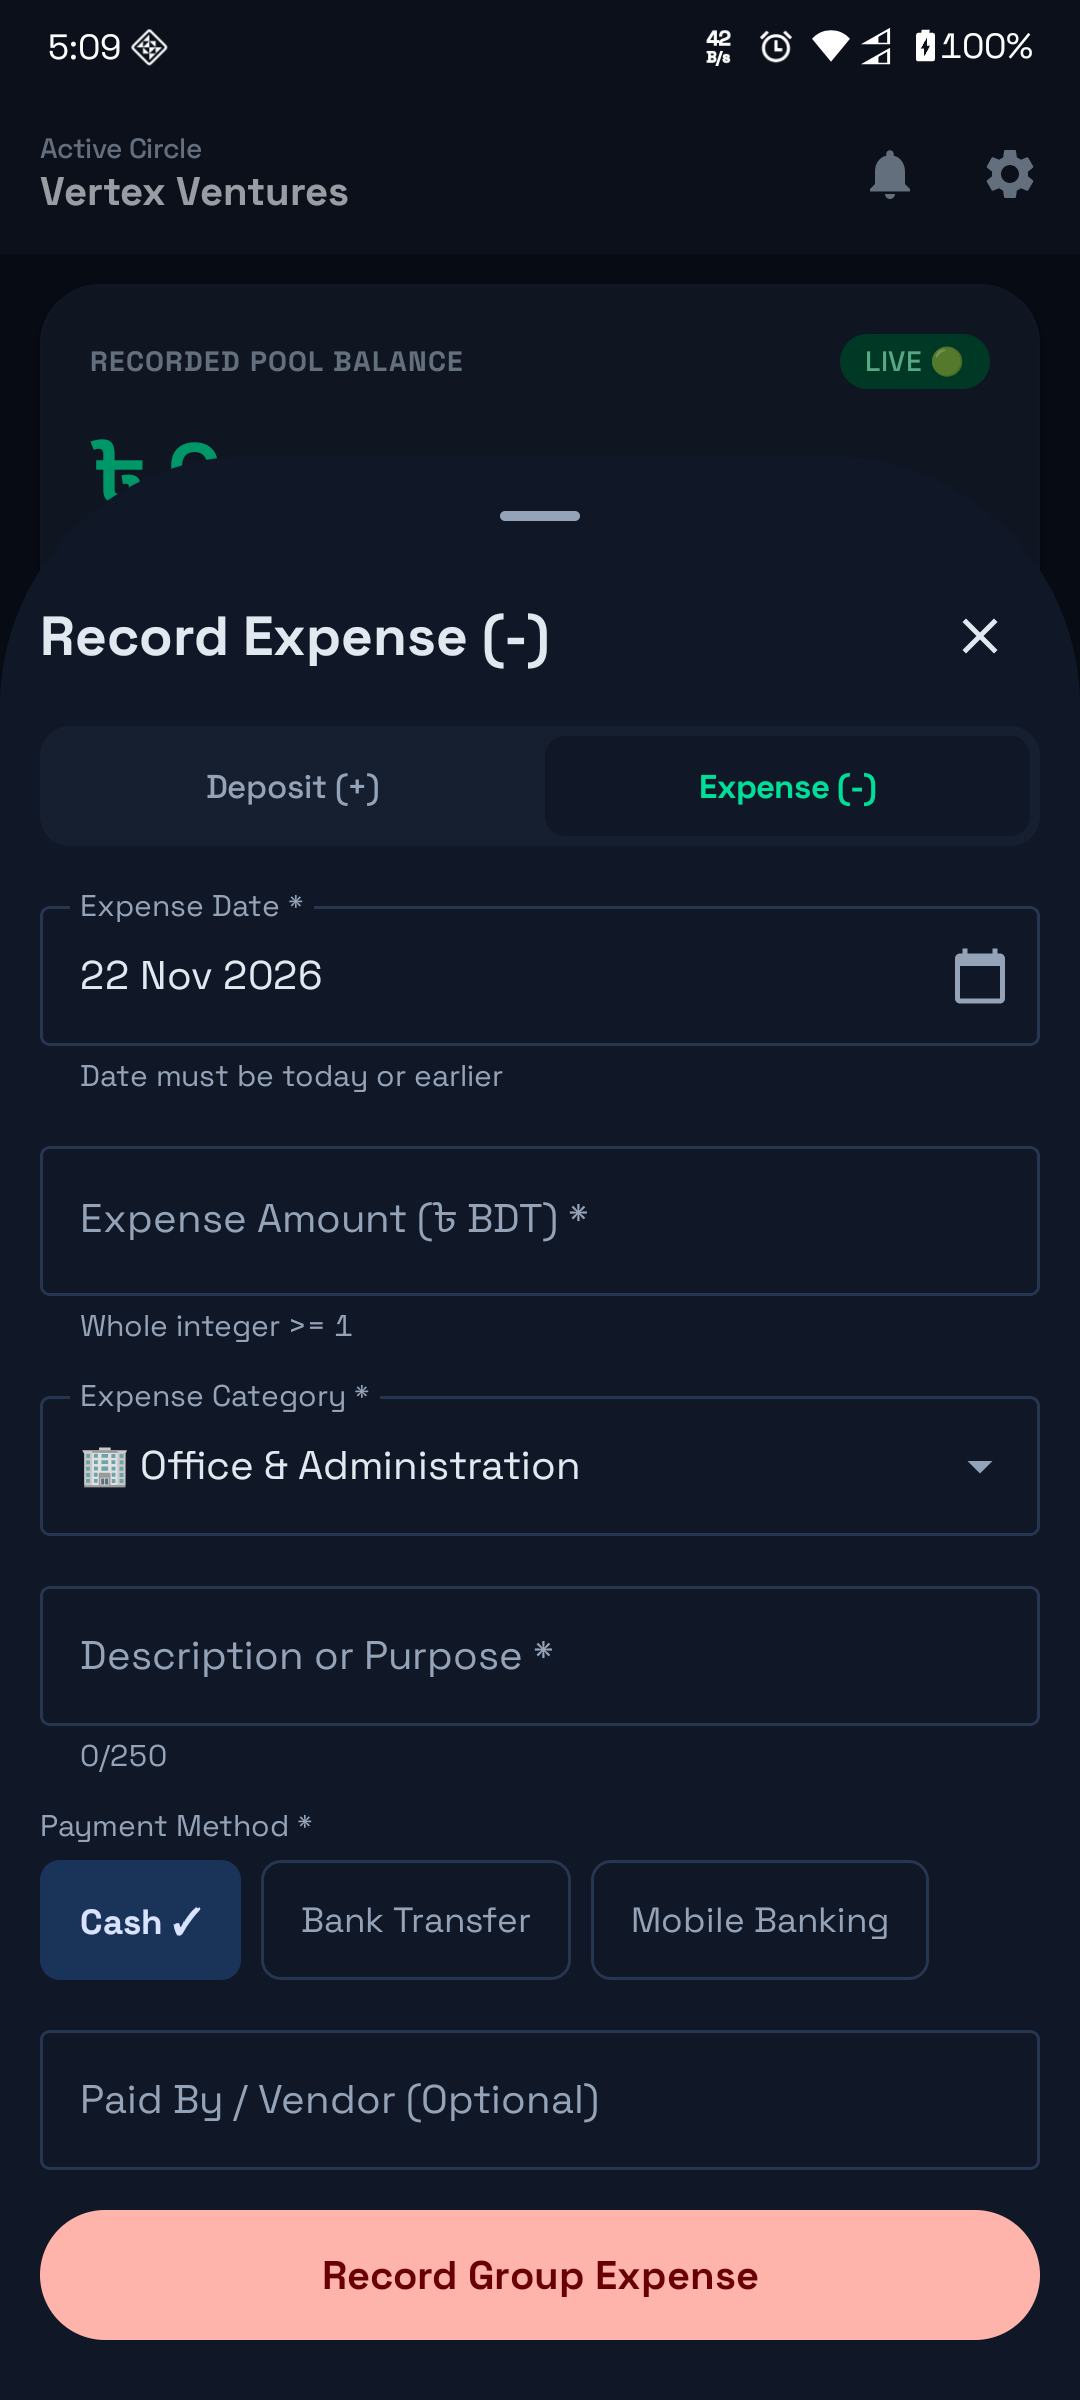 5:09
42
B/s
100%
Active Circle
Vertex Ventures
RECORDED POOL BALANCE
LIVE
৳
Record Expense (-)
Deposit (+)
Expense (-)
Expense Date *
22 Nov 2026
Date must be today or earlier
Expense Amount (৳ BDT) *
Whole integer >= 1
Expense Category *
🏢 Office & Administration
Description or Purpose *
0/250
Payment Method *
Cash ✓
Bank Transfer
Mobile Banking
Paid By / Vendor (Optional)
Record Group Expense